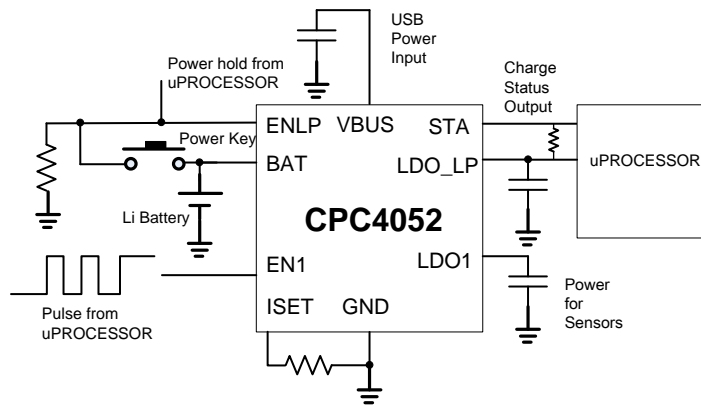 USB
Power
Input
Power hold from
uPROCESSOR
Charge
Status
Output
ENLP
VBUS
STA
Power Key
BAT
LDO_LP
uPROCESSOR
Li Battery
CPC4052
EN1
LDO1
Pulse from
uPROCESSOR
ISET
GND
Power
for
Sensors